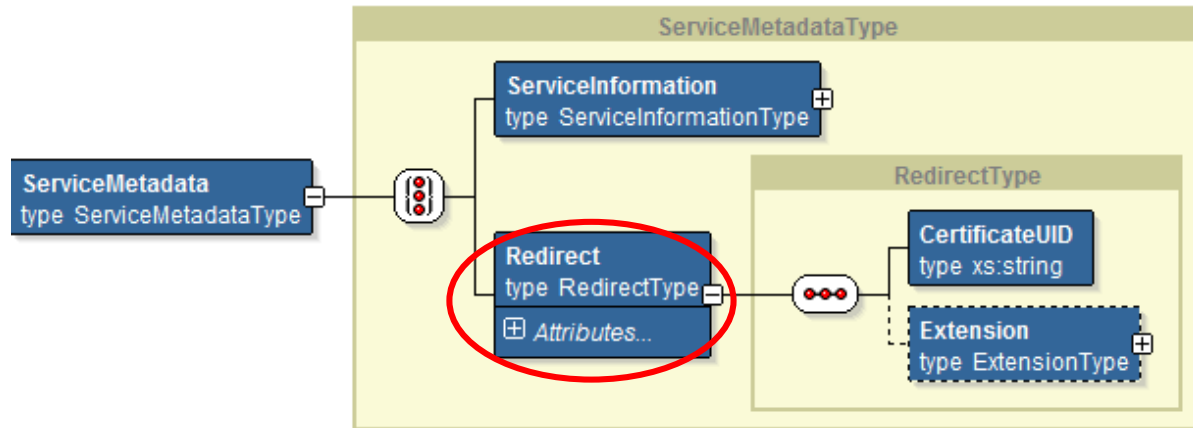 ServiceMetadataType
ServiceInformation
type ServiceInformationType
ServiceMetadata
type ServiceMetadataType
RedirectType
Redirect
type RedirectType
Attributes...
CertificateUID
type xs:string
Extension
type ExtensionType